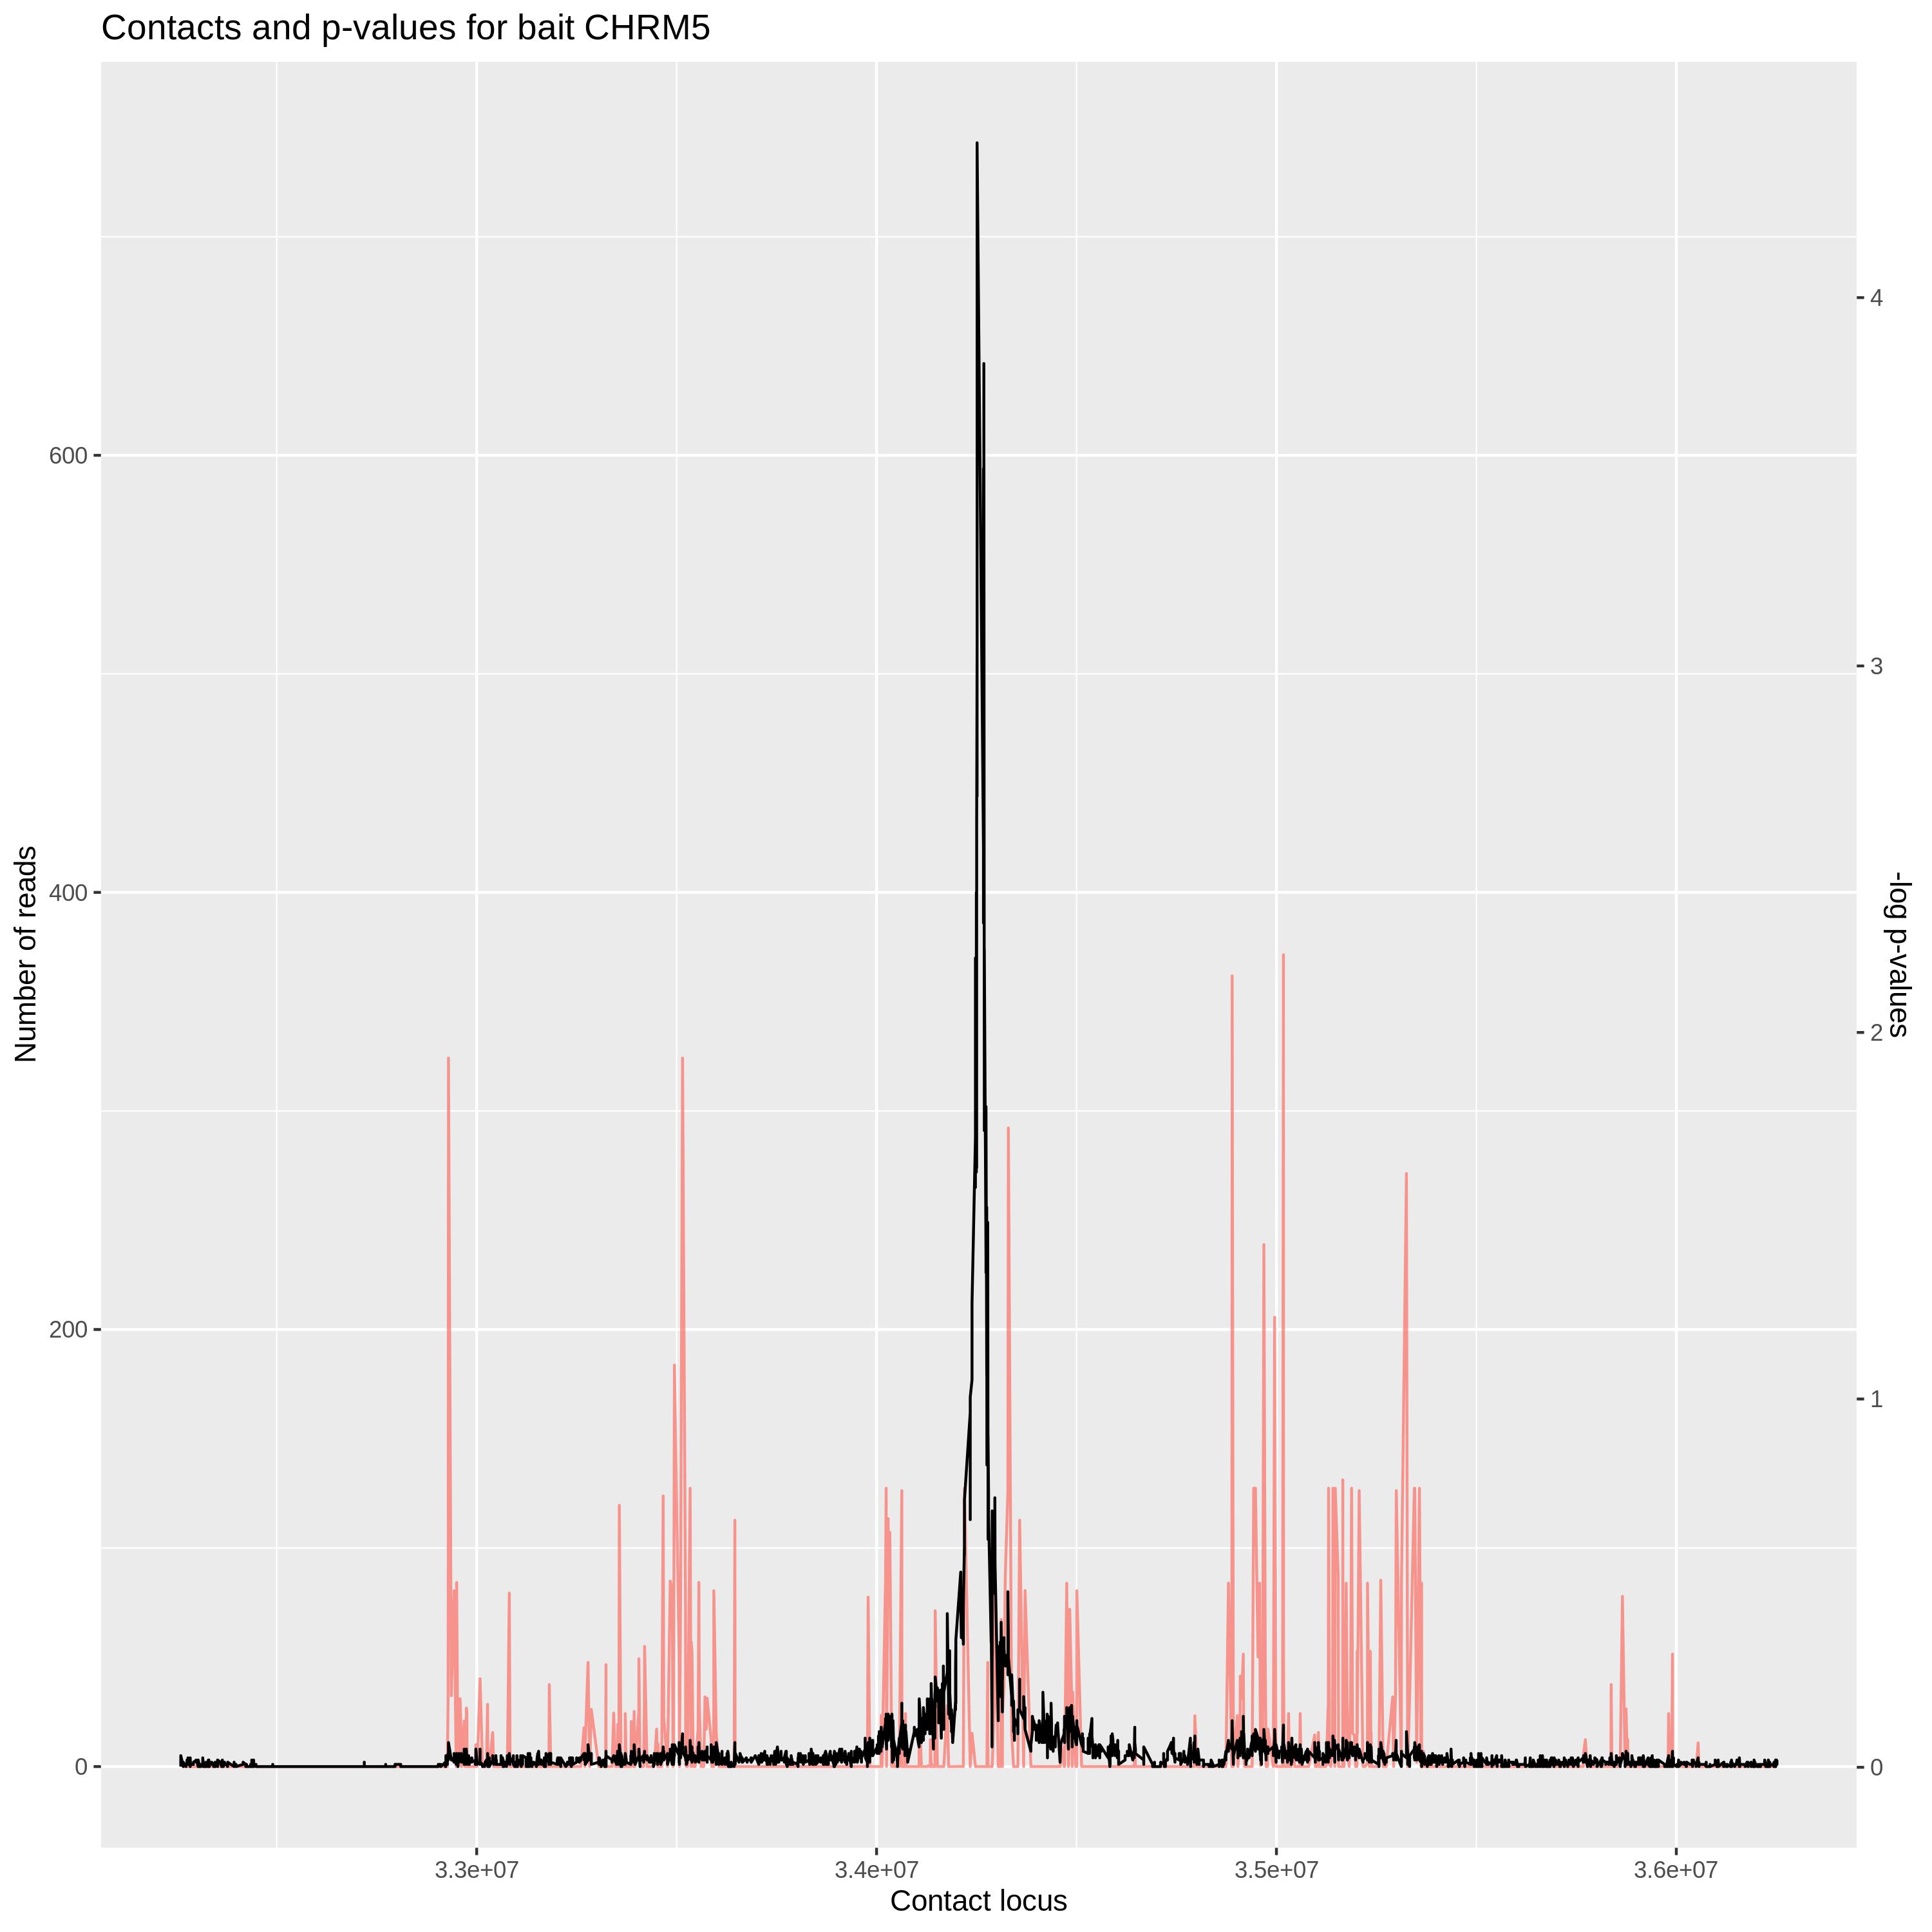 Contacts and p-values for bait CHRM5
Number of reads
600
400
200
0
4
3
2
1
0
-log p-values
3.3e+07
3.4e+07
3.5e+07
3.6e+07
Contact locus